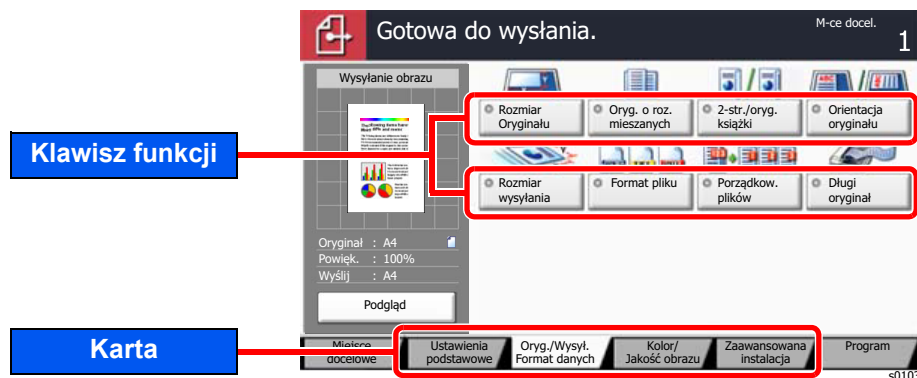 Gotowa do wysłania.
M-ce docel.
1
Wysyłanie obrazu
Rozmiar
Oryginału
Oryg. o roz.
mieszanych
2-str./oryg.
książki
Orientacja
oryginału
ABC
Klawisz funkcji
Rozmiar
wysyłania
Format pliku
Porządkow.
plików
Długi
oryginał
Oryginał : A4
Powięk. : 100%
Wyślij : A4
Podgląd
Karta
Miejsce
docelowe
Ustawienia
podstawowe
Oryg./Wysył.
Format danych
Kolor/
Jakość obrazu
Zaawansowana
instalacja
Program